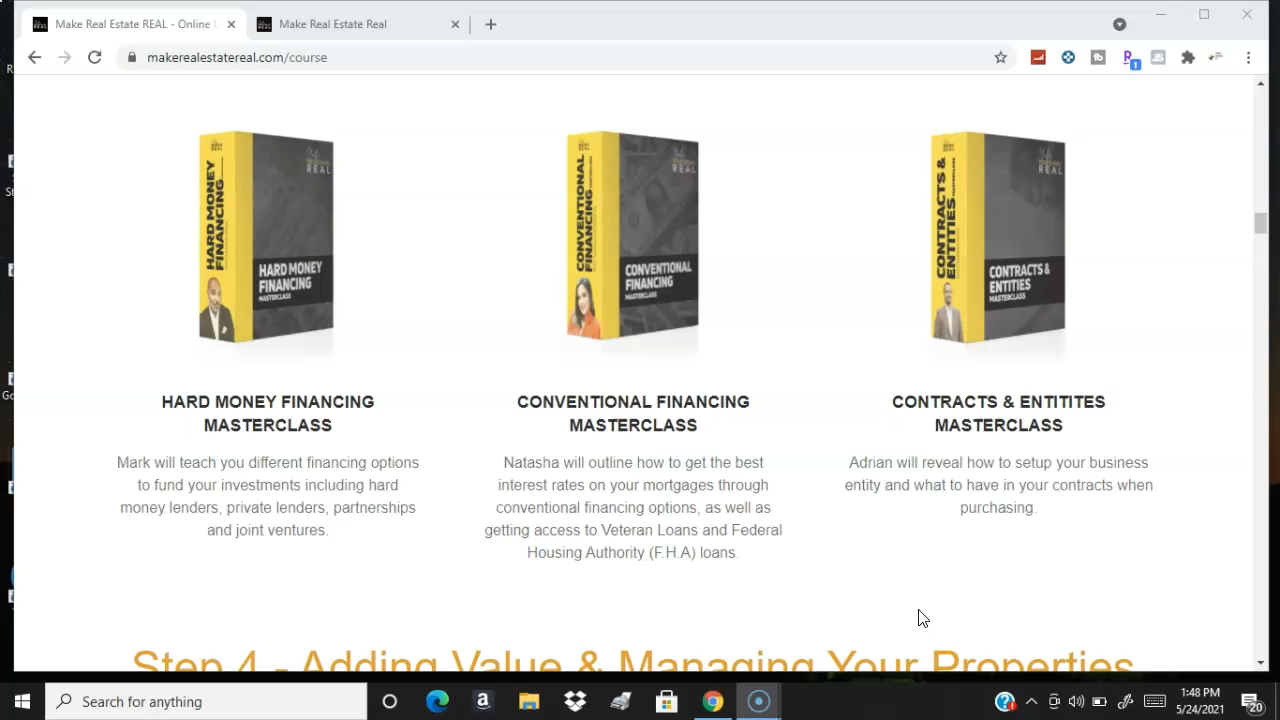 Make Real Estate REAL - Online
Make Real Estate Real
makerealestatereal.com/course
1
JS
HARD MONEY
FINANCING
REAL
HARD MONEY
FINANCING
MASTERCLASS
CONVENTIONAL
FINANCING
REAL
CONVENTIONAL
FINANCING
MASTERCLASS
CONTRACTS &
ENTITIES
REAL
CONTRACTS &
ENTITIES
MASTERCLASS
HARD MONEY FINANCING
MASTERCLASS
CONVENTIONAL FINANCING
MASTERCLASS
CONTRACTS & ENTITITES
MASTERCLASS
Mark will teach you different financing options
to fund your investments including hard
money lenders, private lenders, partnerships
and joint ventures.
Natasha will outline how to get the best
interest rates on your mortgages through
conventional financing options, as well as
getting access to Veteran Loans and Federal
Housing Authority (F.H.A) loans.
Adrian will reveal how to setup your business
entity and what to have in your contracts when
purchasing.
Step 4 - Adding Value & Managing Your Properties
Search for anything
1:48 PM
5/24/2021
20